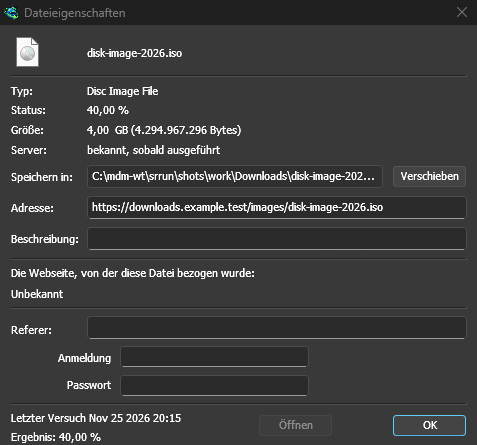 Dateieigenschaften
disk-image-2026.iso
Typ: Disc Image File
Status: 40,00 %
Größe: 4,00 GB (4.294.967.296 Bytes)
Server: bekannt, sobald ausgeführt
Speichern in: C:\mdm-wt\srrun\shots\work\Downloads\disk-image-202... Verschieben
Adresse: https://downloads.example.test/images/disk-image-2026.iso
Beschreibung:
Die Webseite, von der diese Datei bezogen wurde:
Unbekannt
Referer:
Anmeldung
Passwort
Letzter Versuch Nov 25 2026 20:15
Ergebnis: 40,00 %
Öffnen OK